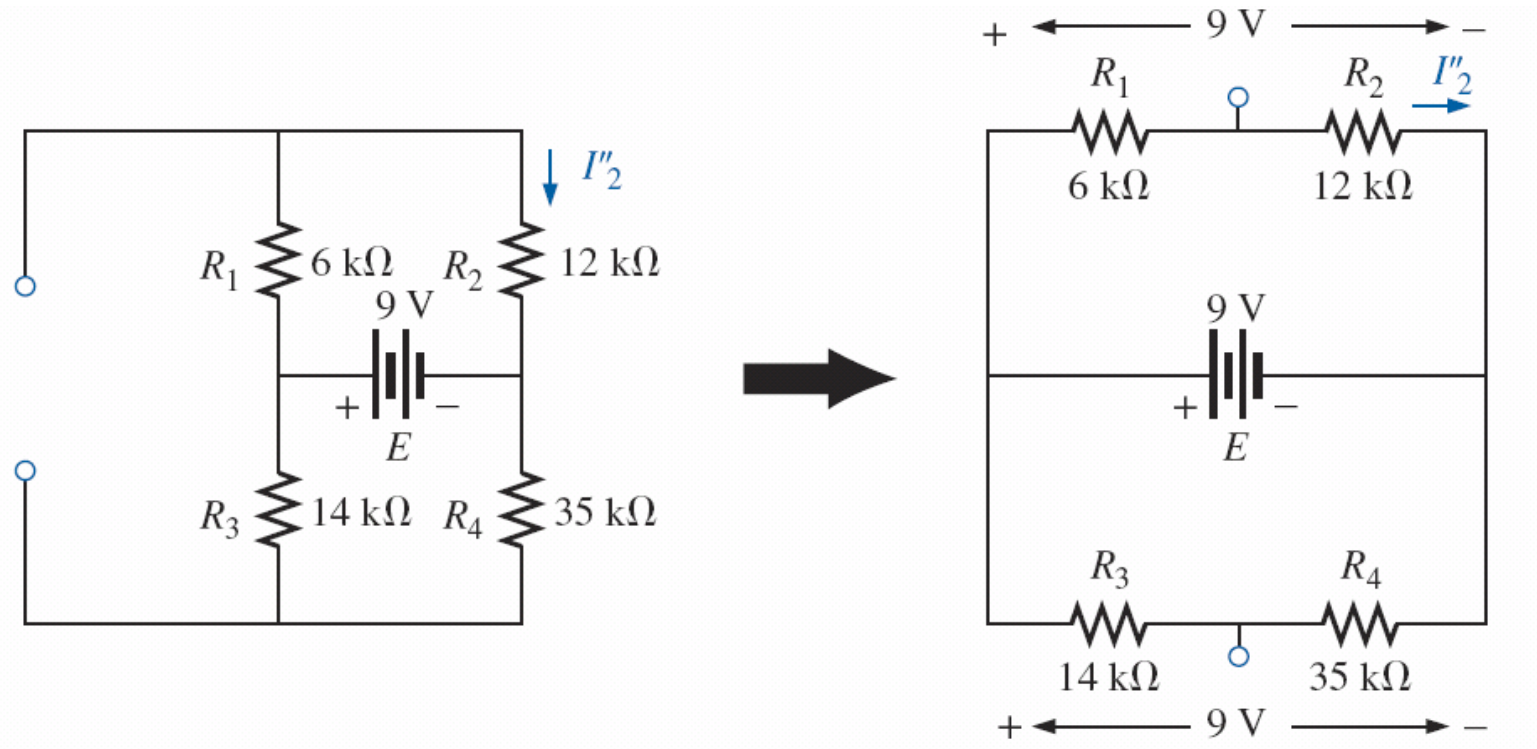 + 9 V −
R1 R2 I″2
6 kΩ 12 kΩ
I″2
R1 6 kΩ R2 12 kΩ
9 V
+ −
E
R3 14 kΩ R4 35 kΩ
9 V
+ −
E
R3 R4
14 kΩ 35 kΩ
+ 9 V −